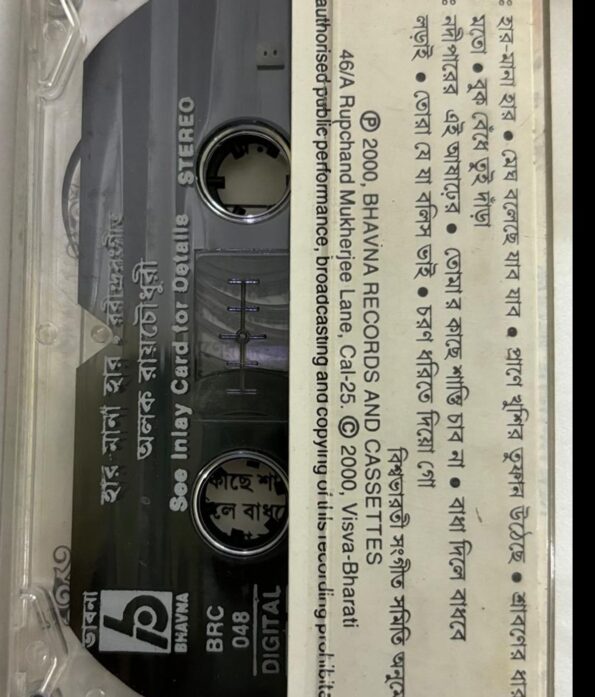 : হার-মানা হার • মেঘ বলেছে যাব যাব • প্রাণে খুশির তুফান উঠেছে • শ্রাবণের ধা
মতো • বুক বেঁধে তুই দাঁড়া
: নদীপারের এই আষাঢ়ের • তোমার কাছে শান্তি চাব না • বাধা দিলে বাধবে
লড়াই • তোরা যে যা বলিস ভাই • চরণ ধরিতে দিয়ো গো
বিশ্বভারতী সংগীত সমিতি অনুমো
Ⓟ 2000, BHAVNA RECORDS AND CASSETTES
46/A Rupchand Mukherjee Lane, Cal-25. © 2000, Visva-Bharati
authorised public performance, broadcasting and copying of this recording prohibite
STEREO
See Inlay Card for Details
অলক রায়চৌধুরী
হার মানা হার • রবীন্দ্রসংগীত
কাছে শা
লে বাধবে
ভাবনা
BHAVNA
BRC
048
DIGITAL